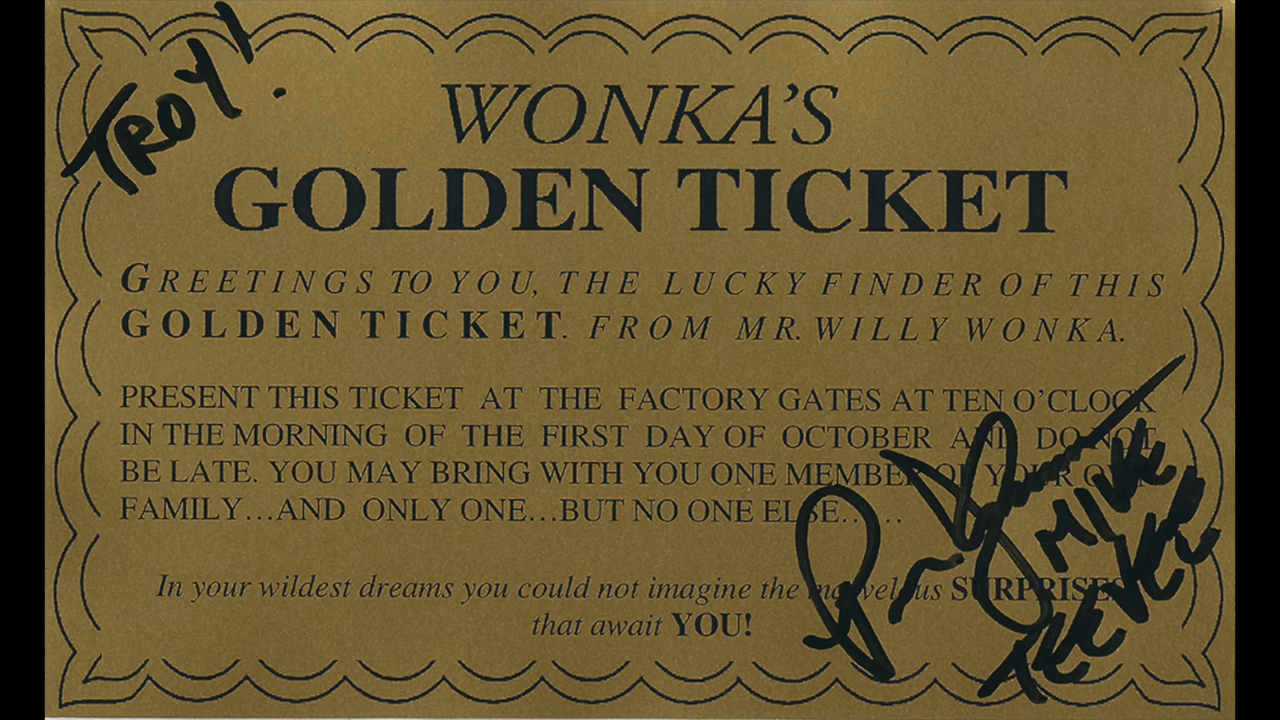 TROY!
WONKA'S
GOLDEN TICKET
GREETINGS TO YOU, THE LUCKY FINDER OF THIS
GOLDEN TICKET. FROM MR. WILLY WONKA.
PRESENT THIS TICKET AT THE FACTORY GATES AT TEN O'CLOCK
IN THE MORNING OF THE FIRST DAY OF OCTOBER AND DO NOT
BE LATE. YOU MAY BRING WITH YOU ONE MEMBER OF YOUR OWN
FAMILY...AND ONLY ONE...BUT NO ONE ELSE......
In your wildest dreams you could not imagine the marvelous SURPRISES
that await YOU!
MIKE
TEEVEE